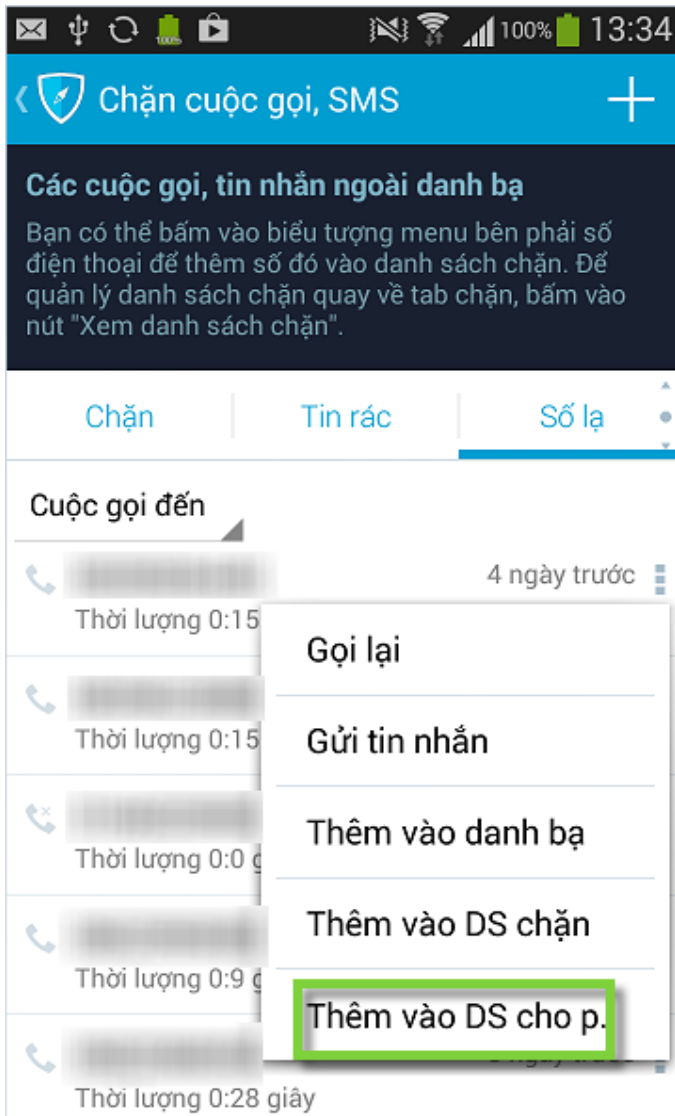 100%
100%
13:34
Chặn cuộc gọi, SMS
Các cuộc gọi, tin nhắn ngoài danh bạ
Bạn có thể bấm vào biểu tượng menu bên phải số
điện thoại để thêm số đó vào danh sách chặn. Để
quản lý danh sách chặn quay về tab chặn, bấm vào
nút "Xem danh sách chặn".
Chặn
Tin rác
Số lạ
Cuộc gọi đến
4 ngày trước
Thời lượng 0:15
Gọi lại
Thời lượng 0:15
Gửi tin nhắn
Thêm vào danh bạ
Thời lượng 0:0 g
Thêm vào DS chặn
Thời lượng 0:9 g
Thêm vào DS cho p.
Thời lượng 0:28 giây